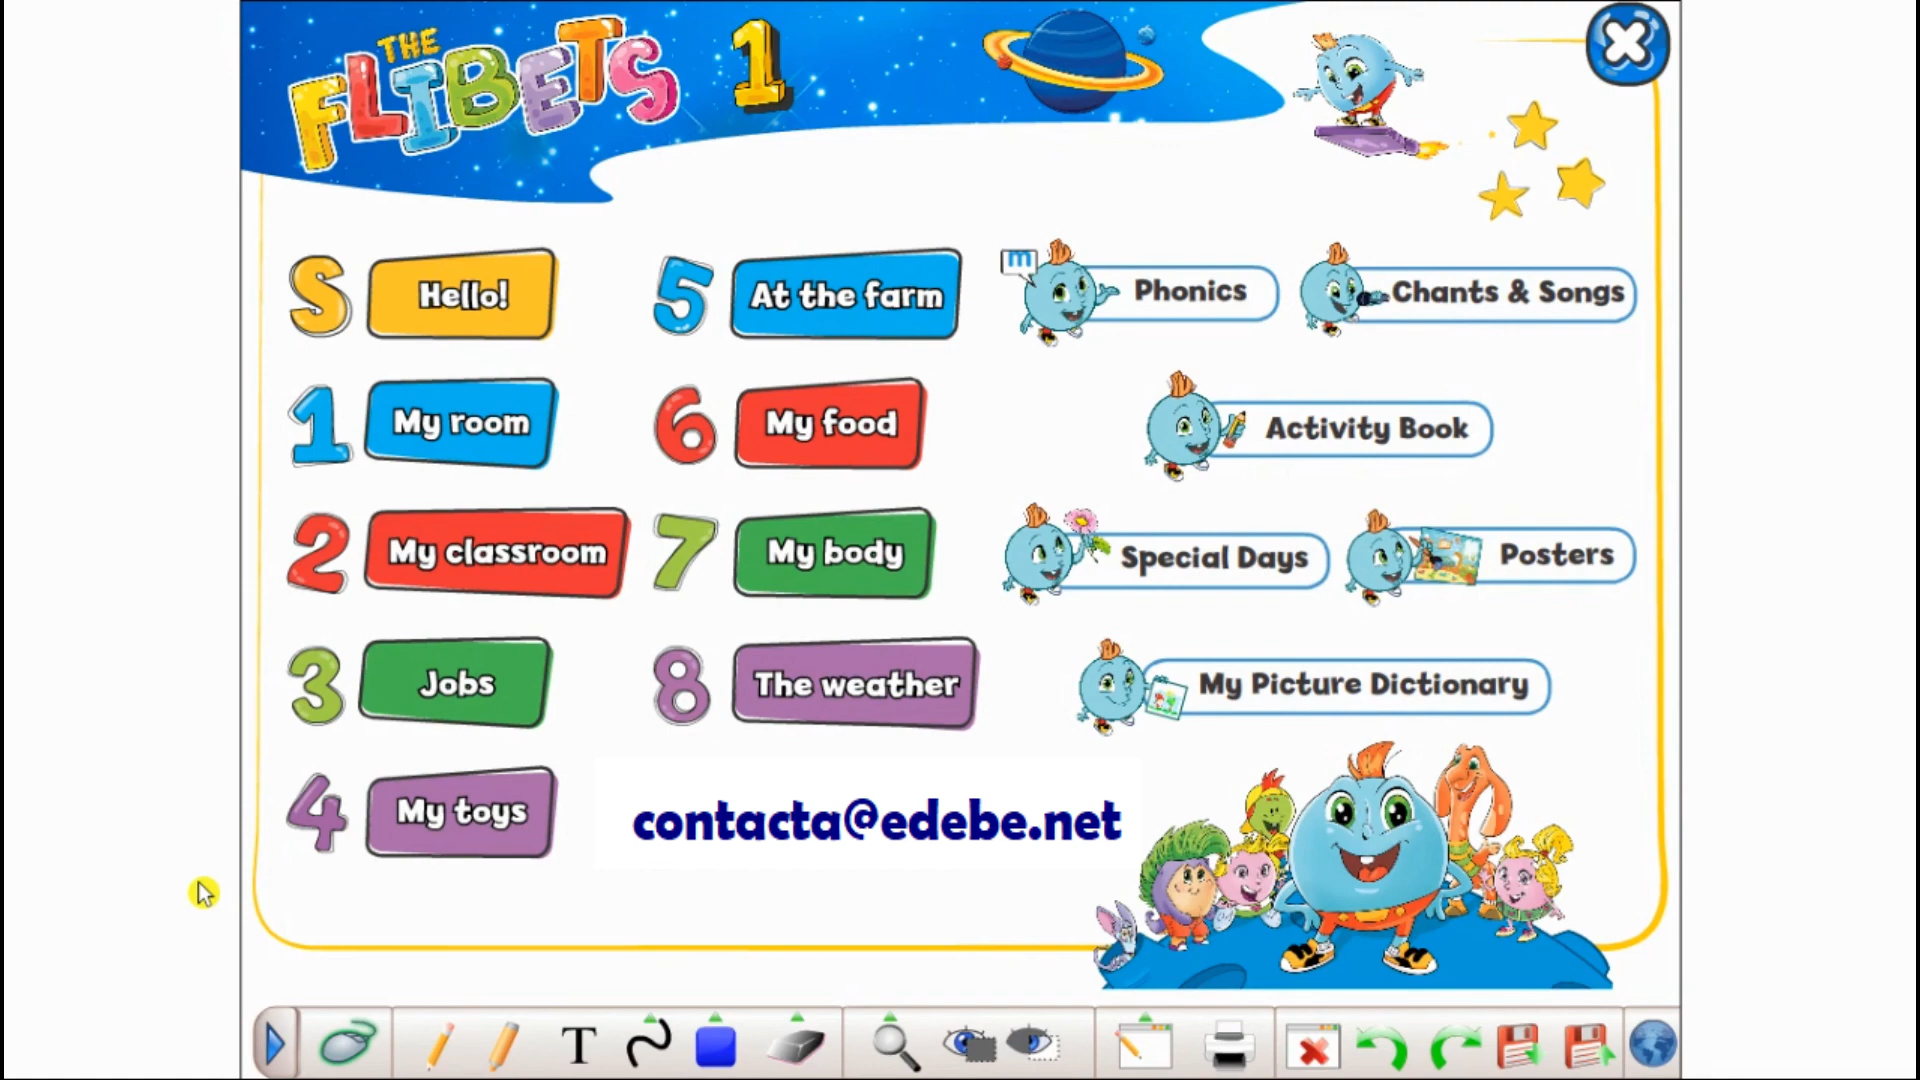 THE
FLIBETS 1
S Hello!
1 My room
2 My classroom
3 Jobs
4 My toys
5 At the farm
6 My food
7 My body
8 The weather
m
Phonics
Chants & Songs
Activity Book
Special Days
Posters
My Picture Dictionary
contacta@edebe.net
T